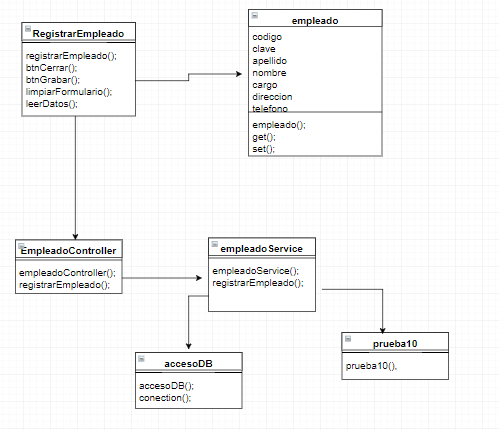 RegistrarEmpleado
registrarEmpleado();
btnCerrar();
btnGrabar();
limpiarFormulario();
leerDatos();
empleado
codigo
clave
apellido
nombre
cargo
direccion
telefono
empleado();
get();
set();
EmpleadoController
empleadoController();
registrarEmpleado();
empleadoService
empleadoService();
registrarEmpleado();
accesoDB
accesoDB();
conection();
prueba10
prueba10(),